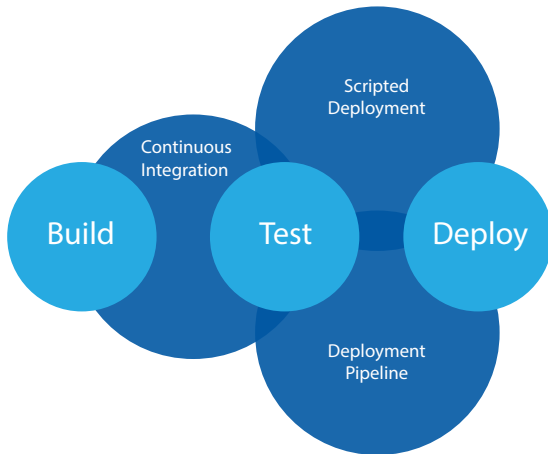 Scripted
Deployment
Continuous
Integration
Build
Test
Deploy
Deployment
Pipeline